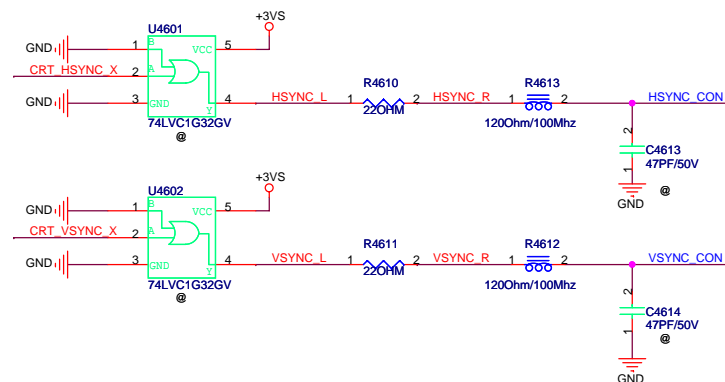 +3VS
U4601
GND
1
B
VCC
5
CRT_HSYNC_X
2
A
GND
3
GND
Y
4
HSYNC_L
1
R4610
2
22OHM
HSYNC_R
1
R4613
2
120Ohm/100Mhz
HSYNC_CON
74LVC1G32GV
@
2
C4613
47PF/50V
1
@
GND
+3VS
U4602
GND
1
B
VCC
5
CRT_VSYNC_X
2
A
GND
3
GND
Y
4
VSYNC_L
1
R4611
2
22OHM
VSYNC_R
1
R4612
2
120Ohm/100Mhz
VSYNC_CON
74LVC1G32GV
@
2
C4614
47PF/50V
1
@
GND